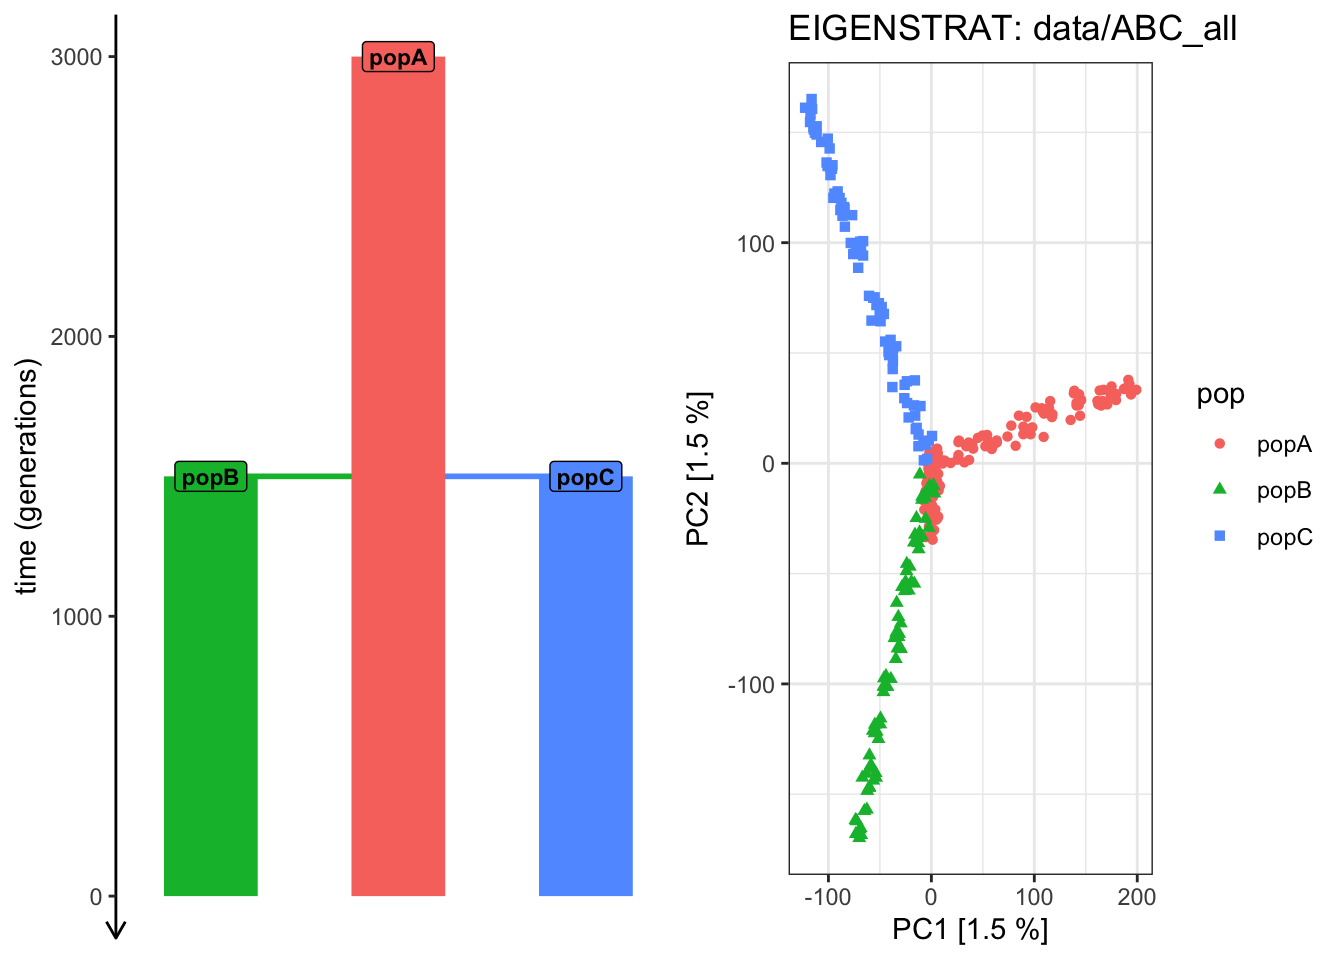 time (generations)
3000
2000
1000
0
popA
popB
popC
EIGENSTRAT: data/ABC_all
PC2 [1.5 %]
100
0
-100
-100
0
100
200
PC1 [1.5 %]
pop
popA
popB
popC